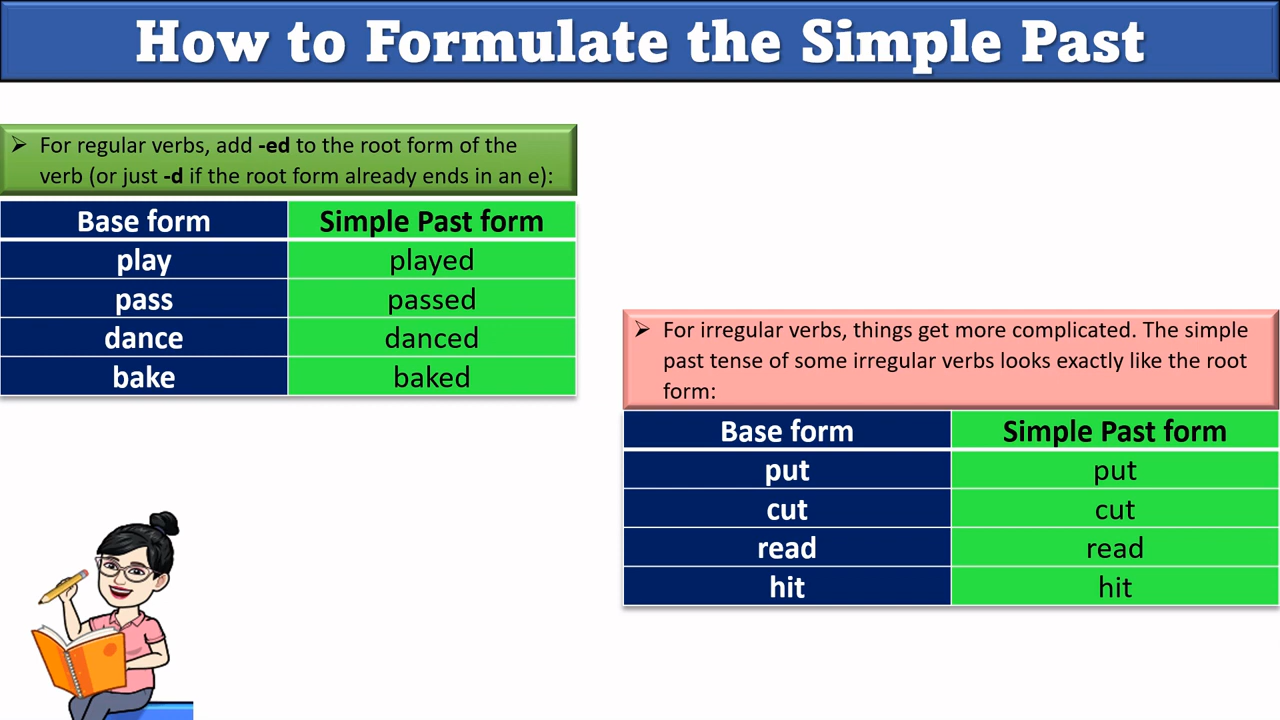 How to Formulate the Simple Past
➢ For regular verbs, add -ed to the root form of the
verb (or just -d if the root form already ends in an e):
Base form Simple Past form
play played
pass passed
dance danced
bake baked
➢ For irregular verbs, things get more complicated. The simple
past tense of some irregular verbs looks exactly like the root
form:
Base form Simple Past form
put put
cut cut
read read
hit hit